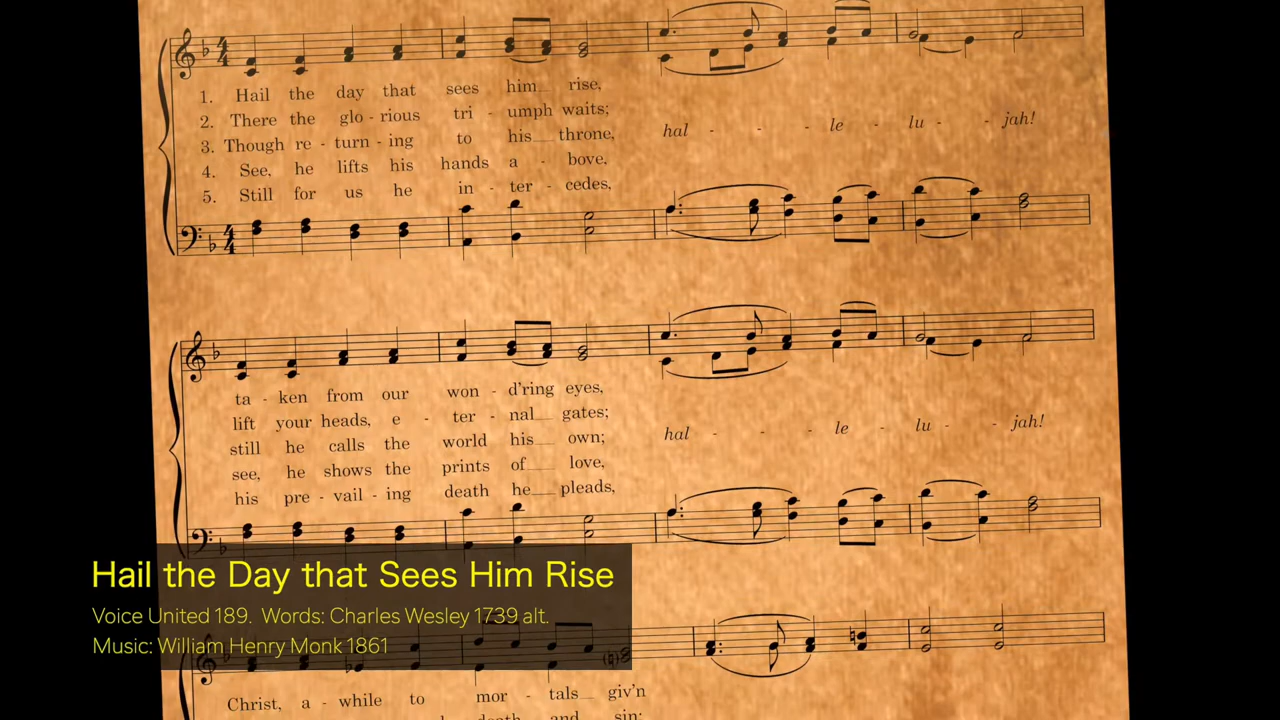 1. Hail the day that sees him rise,
2. There the glo - rious tri - umph waits;
3. Though re - turn - ing to his throne,
4. See, he lifts his hands a - bove,
5. Still for us he in - ter - cedes,
hal - - - le - lu - - jah!
ta - ken from our won - d'ring eyes,
lift your heads, e - ter - nal gates;
still he calls the world his own;
see, he shows the prints of love,
his pre - vail - ing death he pleads,
hal - - - le - lu - - jah!
Hail the Day that Sees Him Rise
Voice United 189. Words: Charles Wesley 1739 alt.
Music: William Henry Monk 1861
Christ, a - while to mor - tals giv'n
death and sin;